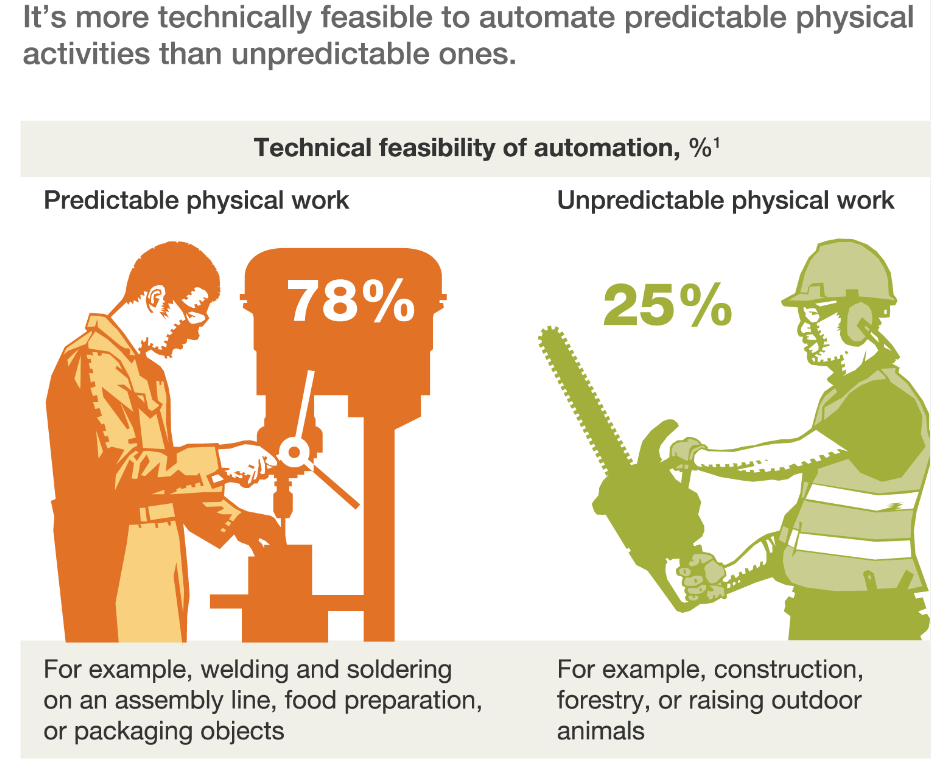 It’s more technically feasible to automate predictable physical
activities than unpredictable ones.
Technical feasibility of automation, %¹
Predictable physical work
Unpredictable physical work
78%
25%
For example, welding and soldering
on an assembly line, food preparation,
or packaging objects
For example, construction,
forestry, or raising outdoor
animals